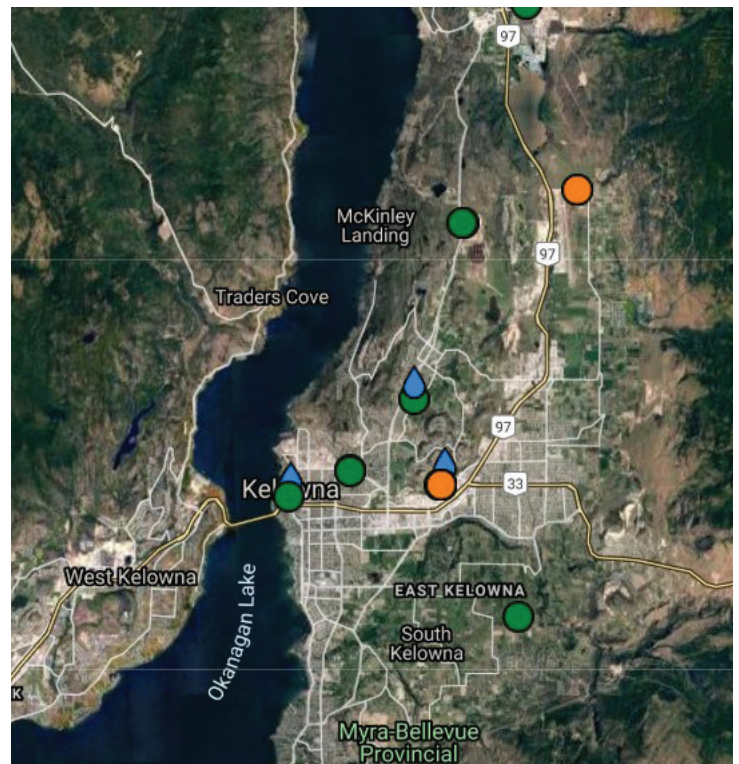 97
McKinley
Landing
97
Traders Cove
97
Kelowna
33
West Kelowna
EAST KELOWNA
South
Kelowna
Okanagan Lake
K
Myra-Bellevue
Provincial